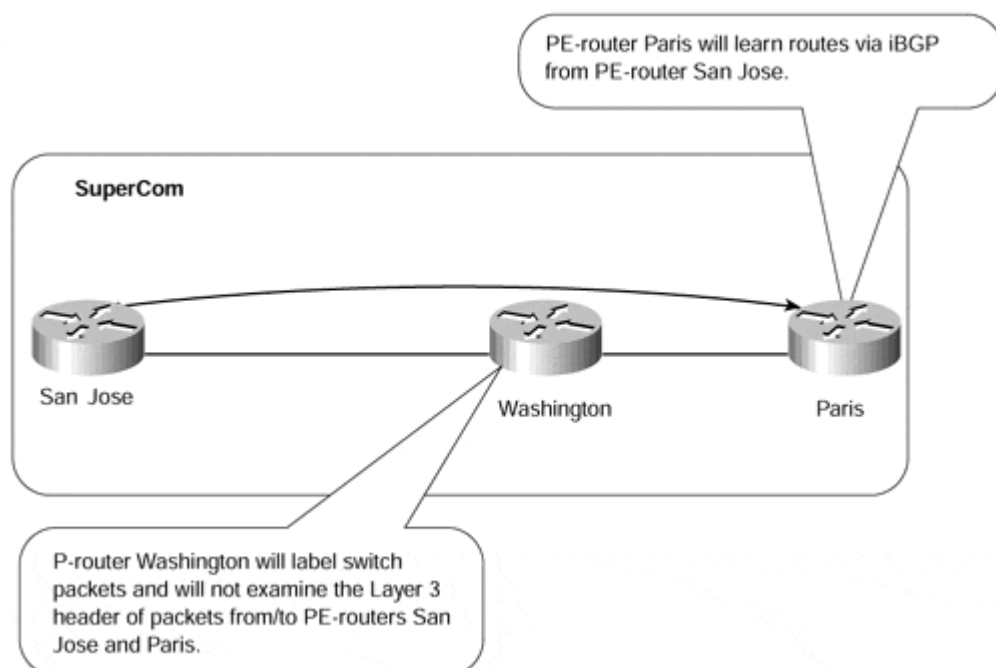 PE-router Paris will learn routes via iBGP
from PE-router San Jose.
SuperCom
San Jose
Washington
Paris
P-router Washington will label switch
packets and will not examine the Layer 3
header of packets from/to PE-routers San
Jose and Paris.